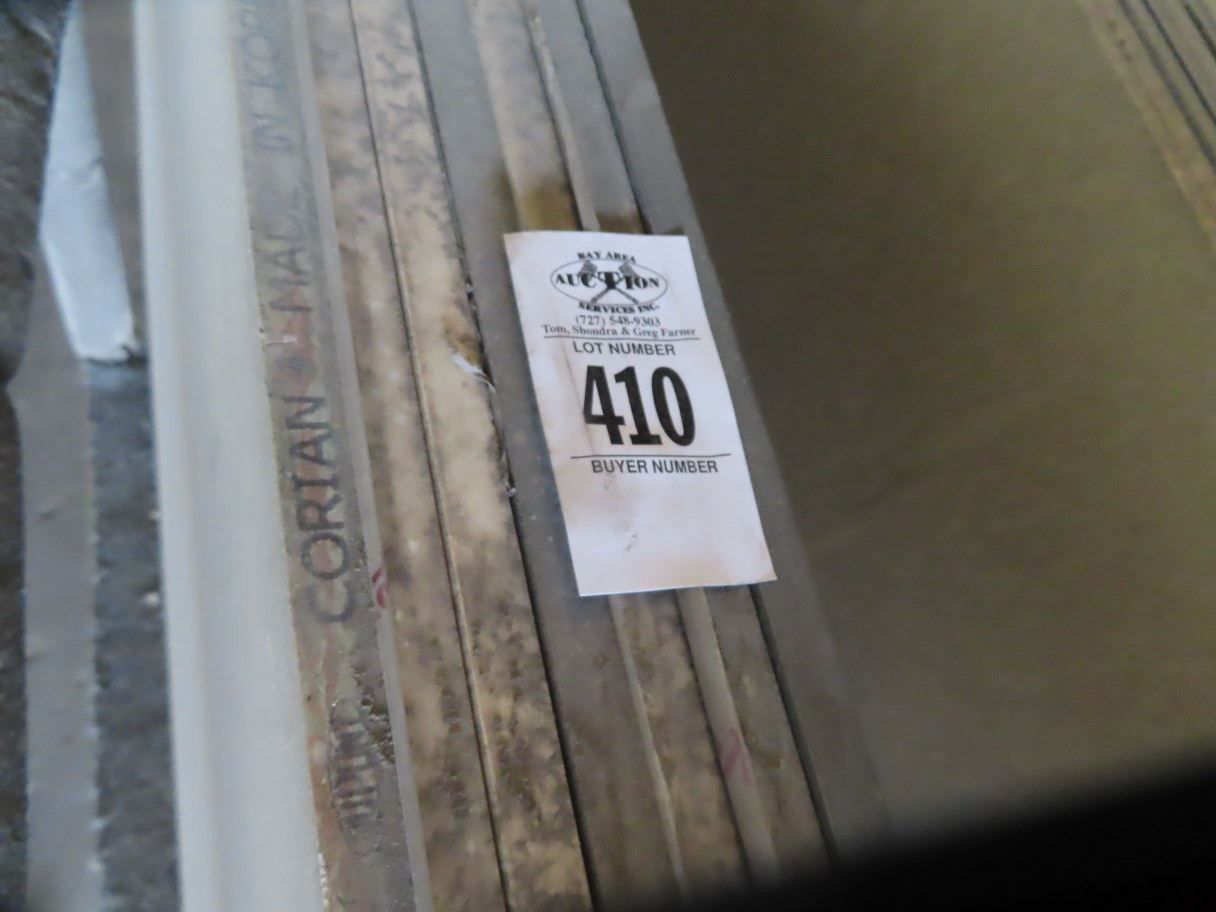 BAY AREA
AUCTION
SERVICES INC.
(727) 548-9303
Tom, Shondra & Greg Farner
LOT NUMBER
410
BUYER NUMBER
CORIAN MADE IN KORE